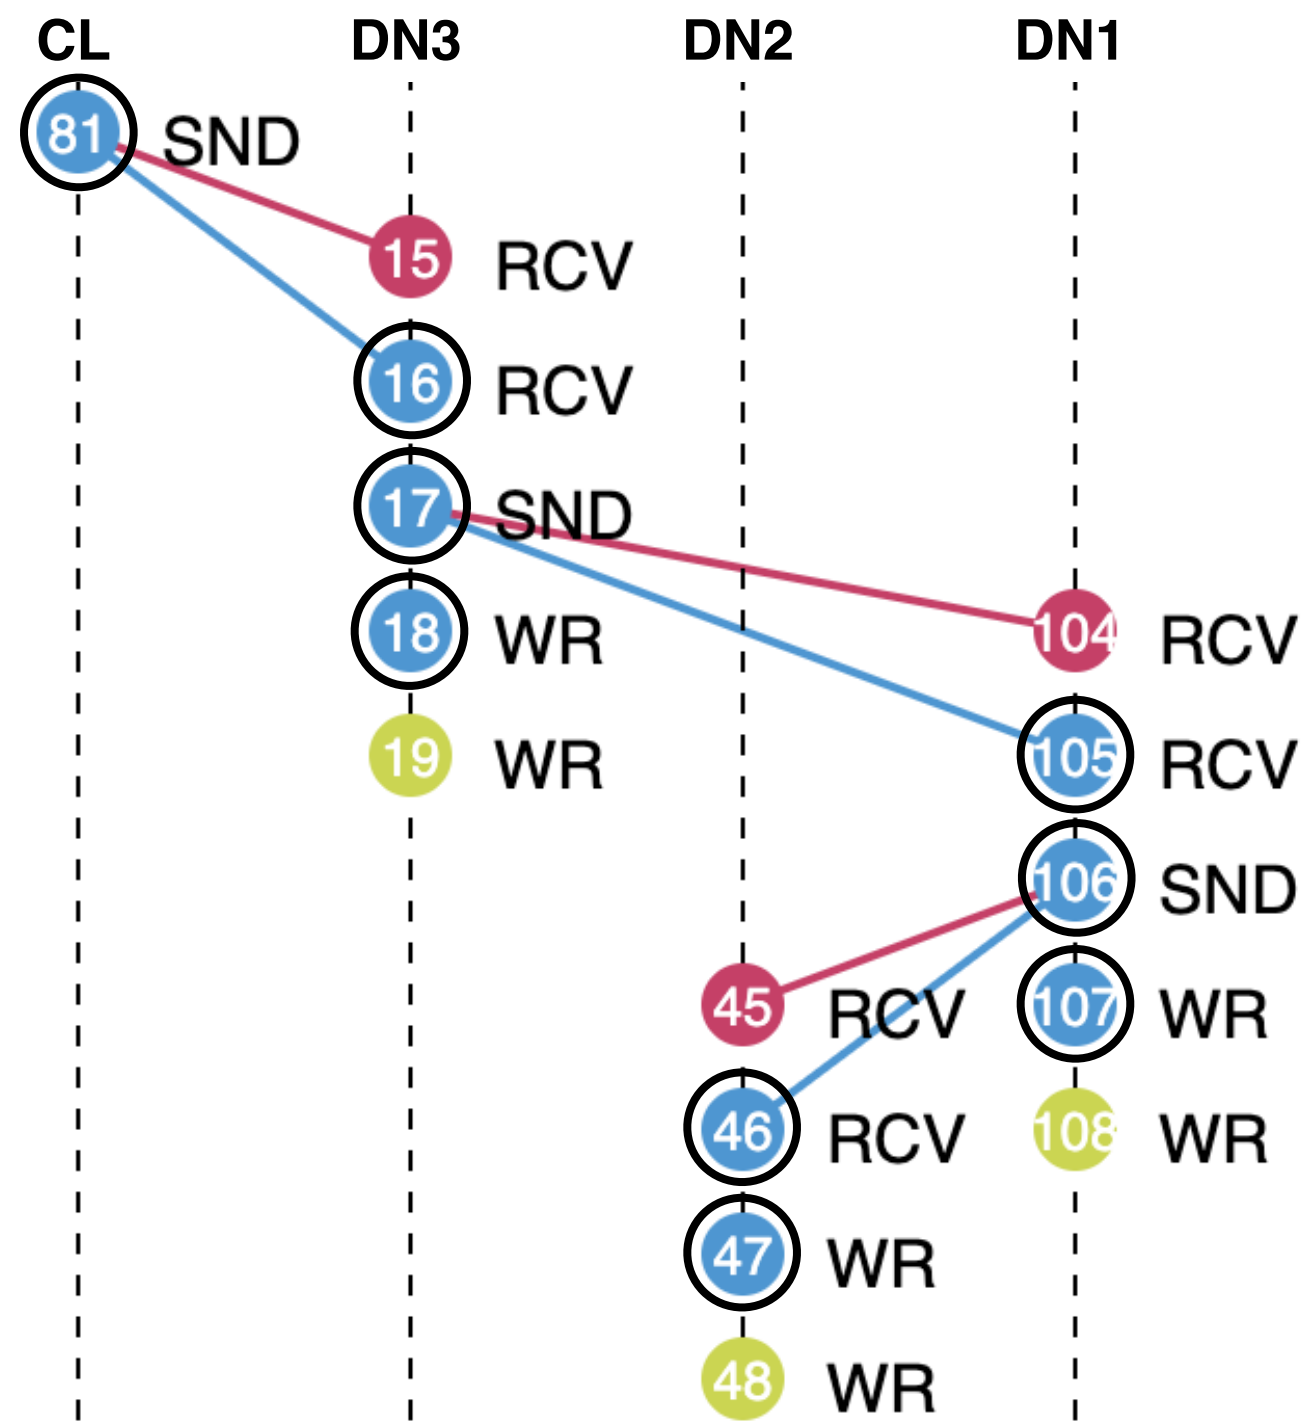 CL DN3 DN2 DN1
81 SND
15 RCV
16 RCV
17 SND
18 WR 104 RCV
19 WR 105 RCV
106 SND
45 RCV 107 WR
46 RCV 108 WR
47 WR
48 WR